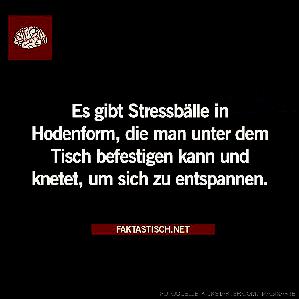 Es gibt Stressbälle in
Hodenform, die man unter dem
Tisch befestigen kann und
knetet, um sich zu entspannen.
FAKTASTISCH.NET